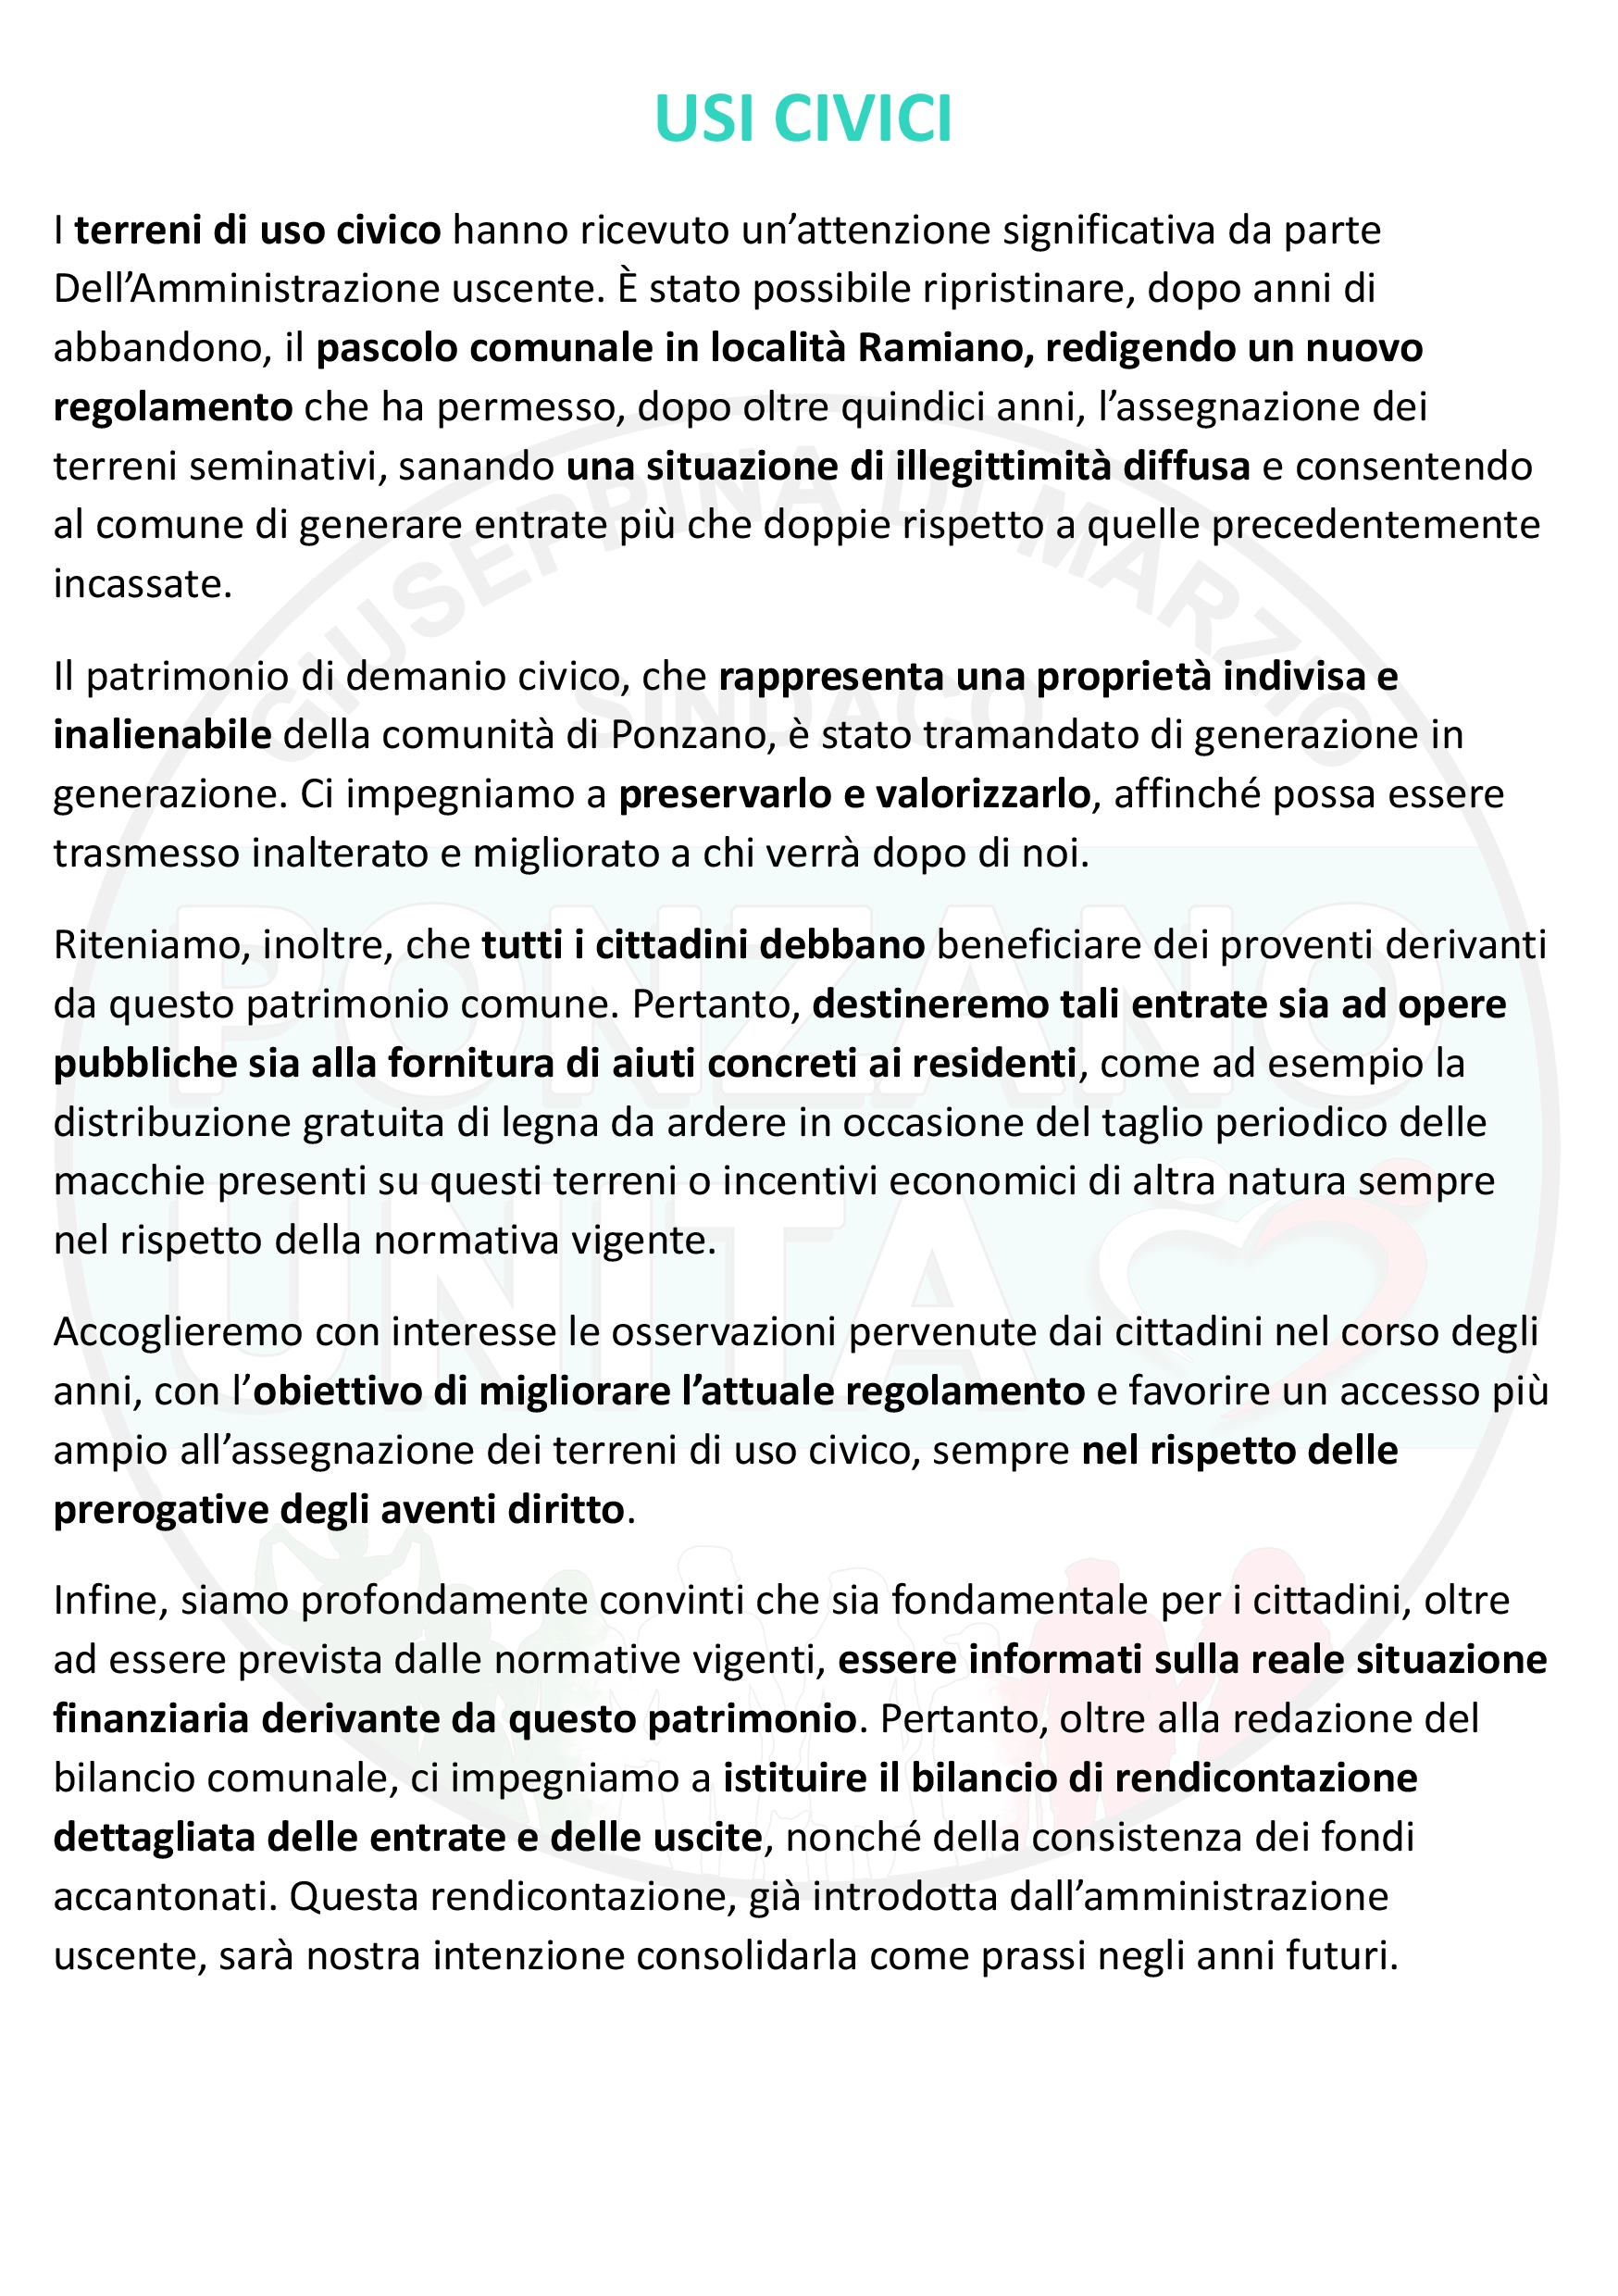 USI CIVICI
I terreni di uso civico hanno ricevuto un’attenzione significativa da parte
Dell’Amministrazione uscente. È stato possibile ripristinare, dopo anni di
abbandono, il pascolo comunale in località Ramiano, redigendo un nuovo
regolamento che ha permesso, dopo oltre quindici anni, l’assegnazione dei
terreni seminativi, sanando una situazione di illegittimità diffusa e consentendo
al comune di generare entrate più che doppie rispetto a quelle precedentemente
incassate.
Il patrimonio di demanio civico, che rappresenta una proprietà indivisa e
inalienabile della comunità di Ponzano, è stato tramandato di generazione in
generazione. Ci impegniamo a preservarlo e valorizzarlo, affinché possa essere
trasmesso inalterato e migliorato a chi verrà dopo di noi.
Riteniamo, inoltre, che tutti i cittadini debbano beneficiare dei proventi derivanti
da questo patrimonio comune. Pertanto, destineremo tali entrate sia ad opere
pubbliche sia alla fornitura di aiuti concreti ai residenti, come ad esempio la
distribuzione gratuita di legna da ardere in occasione del taglio periodico delle
macchie presenti su questi terreni o incentivi economici di altra natura sempre
nel rispetto della normativa vigente.
Accoglieremo con interesse le osservazioni pervenute dai cittadini nel corso degli
anni, con l’obiettivo di migliorare l’attuale regolamento e favorire un accesso più
ampio all’assegnazione dei terreni di uso civico, sempre nel rispetto delle
prerogative degli aventi diritto.
Infine, siamo profondamente convinti che sia fondamentale per i cittadini, oltre
ad essere prevista dalle normative vigenti, essere informati sulla reale situazione
finanziaria derivante da questo patrimonio. Pertanto, oltre alla redazione del
bilancio comunale, ci impegniamo a istituire il bilancio di rendicontazione
dettagliata delle entrate e delle uscite, nonché della consistenza dei fondi
accantonati. Questa rendicontazione, già introdotta dall’amministrazione
uscente, sarà nostra intenzione consolidarla come prassi negli anni futuri.
GIUSEPPINA DI MARZIO
SINDACO
PONZANO
UNITA